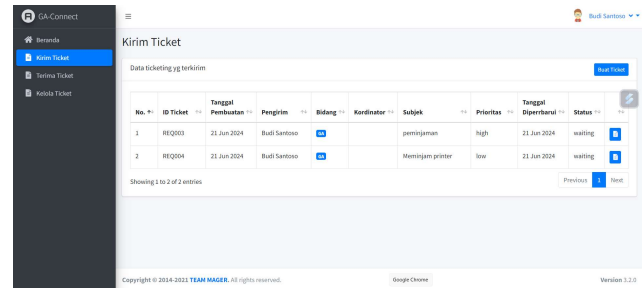 GA-Connect
Budi Santoso
Beranda
Kirim Ticket
Terima Ticket
Kelola Ticket
Kirim Ticket
Data ticketing yg terkirim
Buat Ticket
No. ID Ticket Tanggal Pembuatan Pengirim Bidang Kordinator Subjek Prioritas Tanggal Diperrbarui Status
1 REQ003 21 Jun 2024 Budi Santoso GA peminjaman high 21 Jun 2024 waiting
2 REQ004 21 Jun 2024 Budi Santoso GA Meminjam printer low 21 Jun 2024 waiting
Showing 1 to 2 of 2 entries
Previous 1 Next
Copyright © 2014-2021 TEAM MAGER. All rights reserved.
Google Chrome
Version 3.2.0